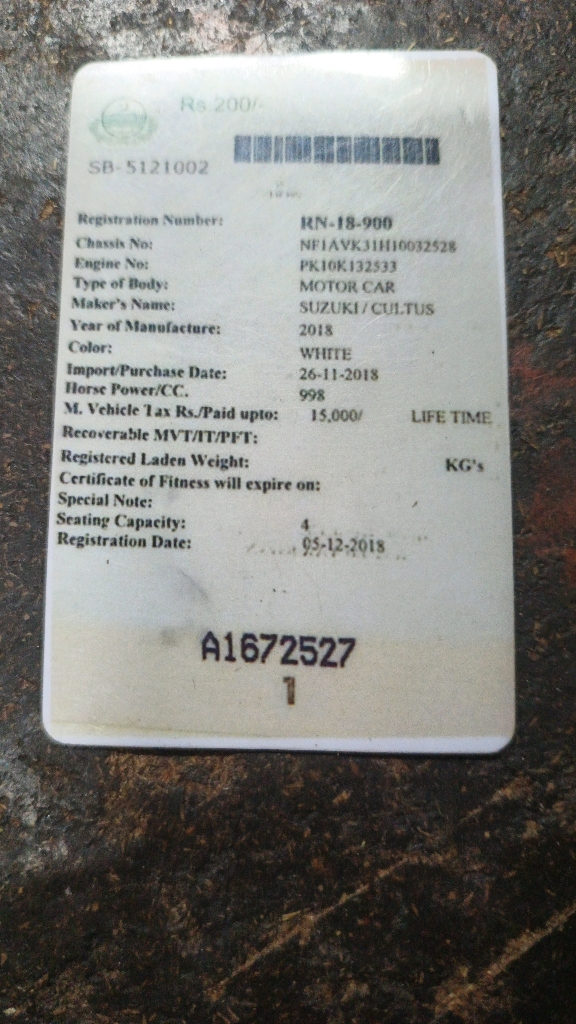 Rs.200/-
SB-5121002
Registration Number: RN-18-900
Chassis No: NF1AVK31H10032528
Engine No: PK10K132533
Type of Body: MOTOR CAR
Maker's Name: SUZUKI / CULTUS
Year of Manufacture: 2018
Color: WHITE
Import/Purchase Date: 26-11-2018
Horse Power/CC. 998
M. Vehicle Tax Rs./Paid upto: 15,000/ LIFE TIME
Recoverable MVT/IT/PFT:
Registered Laden Weight: KG's
Certificate of Fitness will expire on:
Special Note:
Seating Capacity: 4
Registration Date: 05-12-2018
A1672527
1